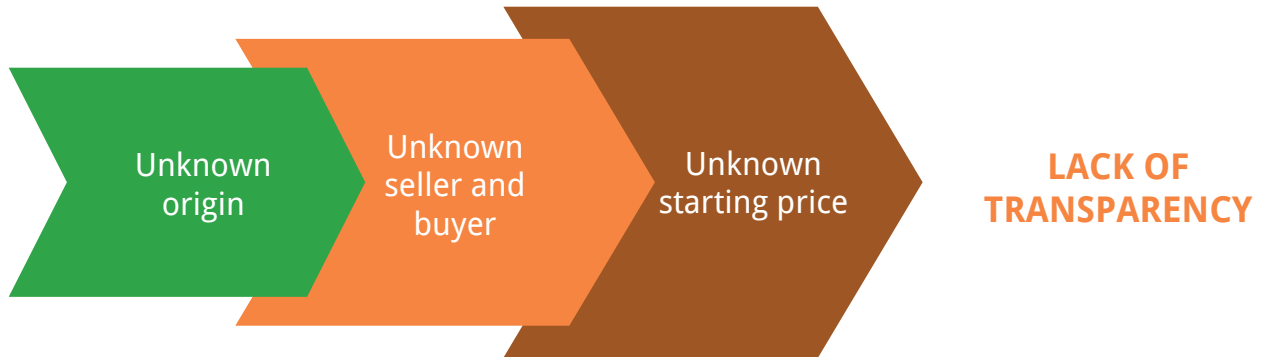 Unknown
origin
Unknown
seller and
buyer
Unknown
starting price
LACK OF
TRANSPARENCY